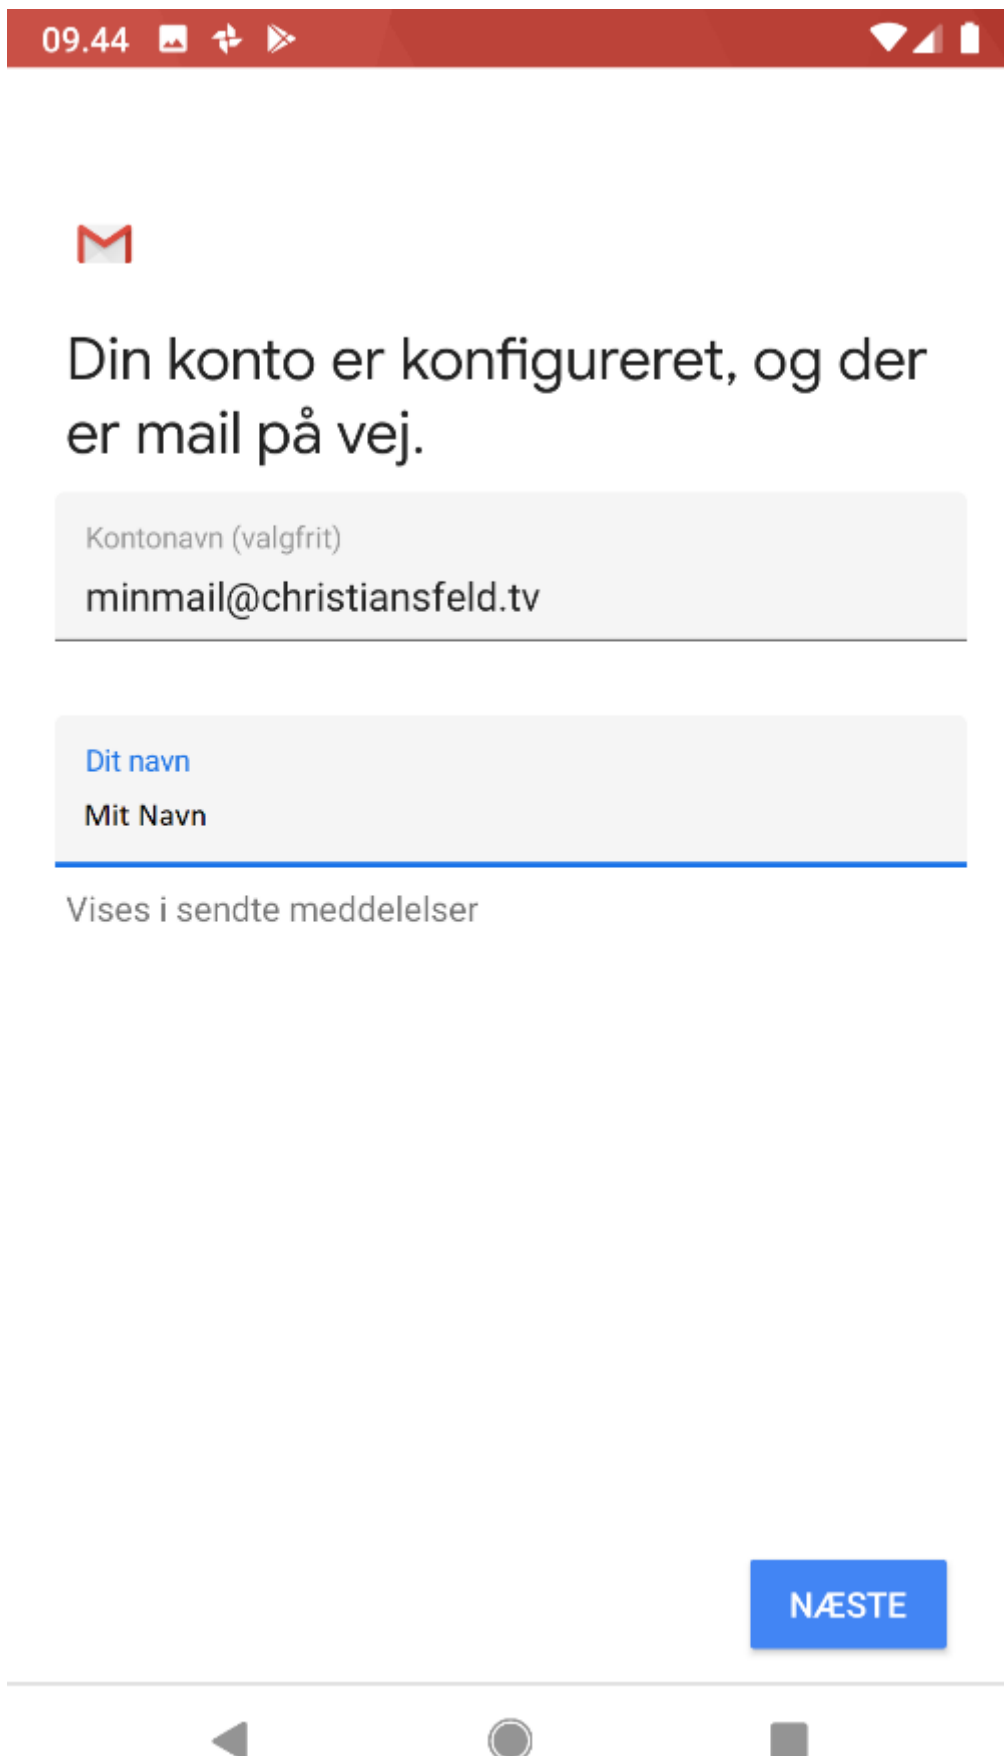 09.44
Din konto er konfigureret, og der
er mail på vej.
Kontonavn (valgfrit)
minmail@christiansfeld.tv
Dit navn
Mit Navn
Vises i sendte meddelelser
NÆSTE